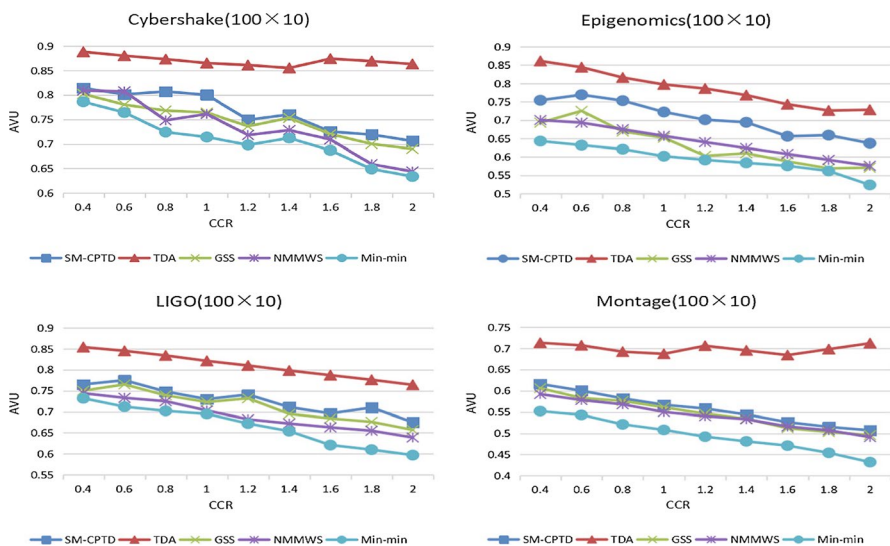 Cybershake(100×10)
0.9
0.85
0.8
0.75
0.7
0.65
0.6
AVU
0.4 0.6 0.8 1 1.2 1.4 1.6 1.8 2
CCR
SM-CPTD TDA GSS NMMWS Min-min
Epigenomics(100×10)
0.9
0.85
0.8
0.75
0.7
0.65
0.6
0.55
0.5
AVU
0.4 0.6 0.8 1 1.2 1.4 1.6 1.8 2
CCR
SM-CPTD TDA GSS NMMWS Min-min
LIGO(100×10)
0.9
0.85
0.8
0.75
0.7
0.65
0.6
0.55
AVU
0.4 0.6 0.8 1 1.2 1.4 1.6 1.8 2
CCR
SM-CPTD TDA GSS NMMWS Min-min
Montage(100×10)
0.75
0.7
0.65
0.6
0.55
0.5
0.45
0.4
AVU
0.4 0.6 0.8 1 1.2 1.4 1.6 1.8 2
CCR
SM-CPTD TDA GSS NMMWS Min-min